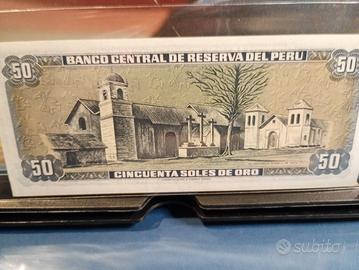 50 BANCO CENTRAL DE RESERVA DEL PERU 50
50 CINCUENTA SOLES DE ORO 50
subito